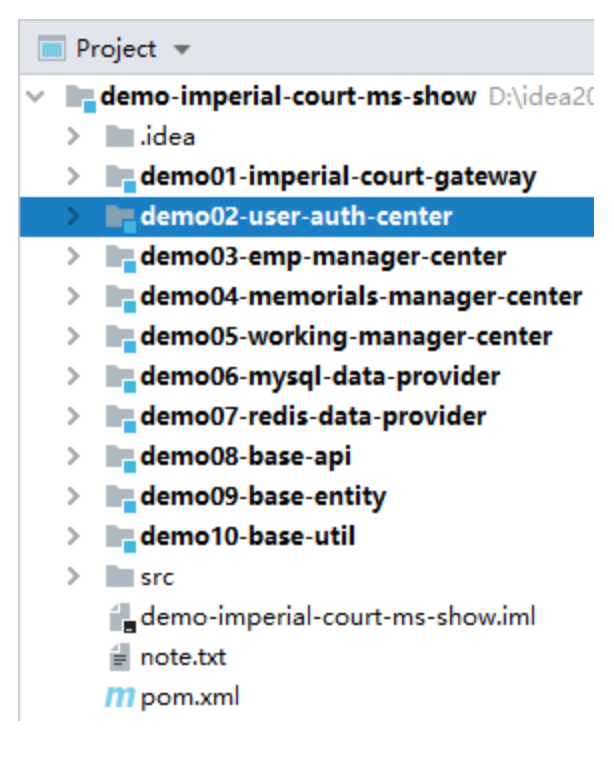 Project
demo-imperial-court-ms-show D:\idea20
.idea
demo01-imperial-court-gateway
demo02-user-auth-center
demo03-emp-manager-center
demo04-memorials-manager-center
demo05-working-manager-center
demo06-mysql-data-provider
demo07-redis-data-provider
demo08-base-api
demo09-base-entity
demo10-base-util
src
demo-imperial-court-ms-show.iml
note.txt
m pom.xml